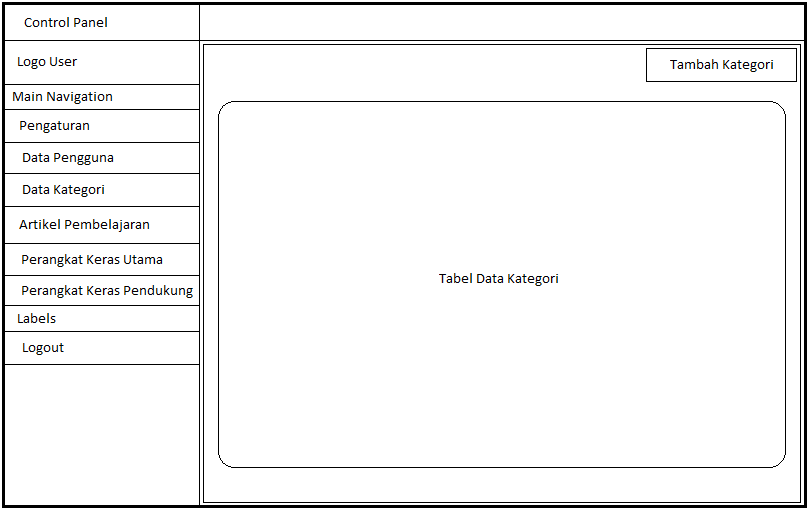 Control Panel
Logo User
Main Navigation
Pengaturan
Data Pengguna
Data Kategori
Artikel Pembelajaran
Perangkat Keras Utama
Perangkat Keras Pendukung
Labels
Logout
Tambah Kategori
Tabel Data Kategori